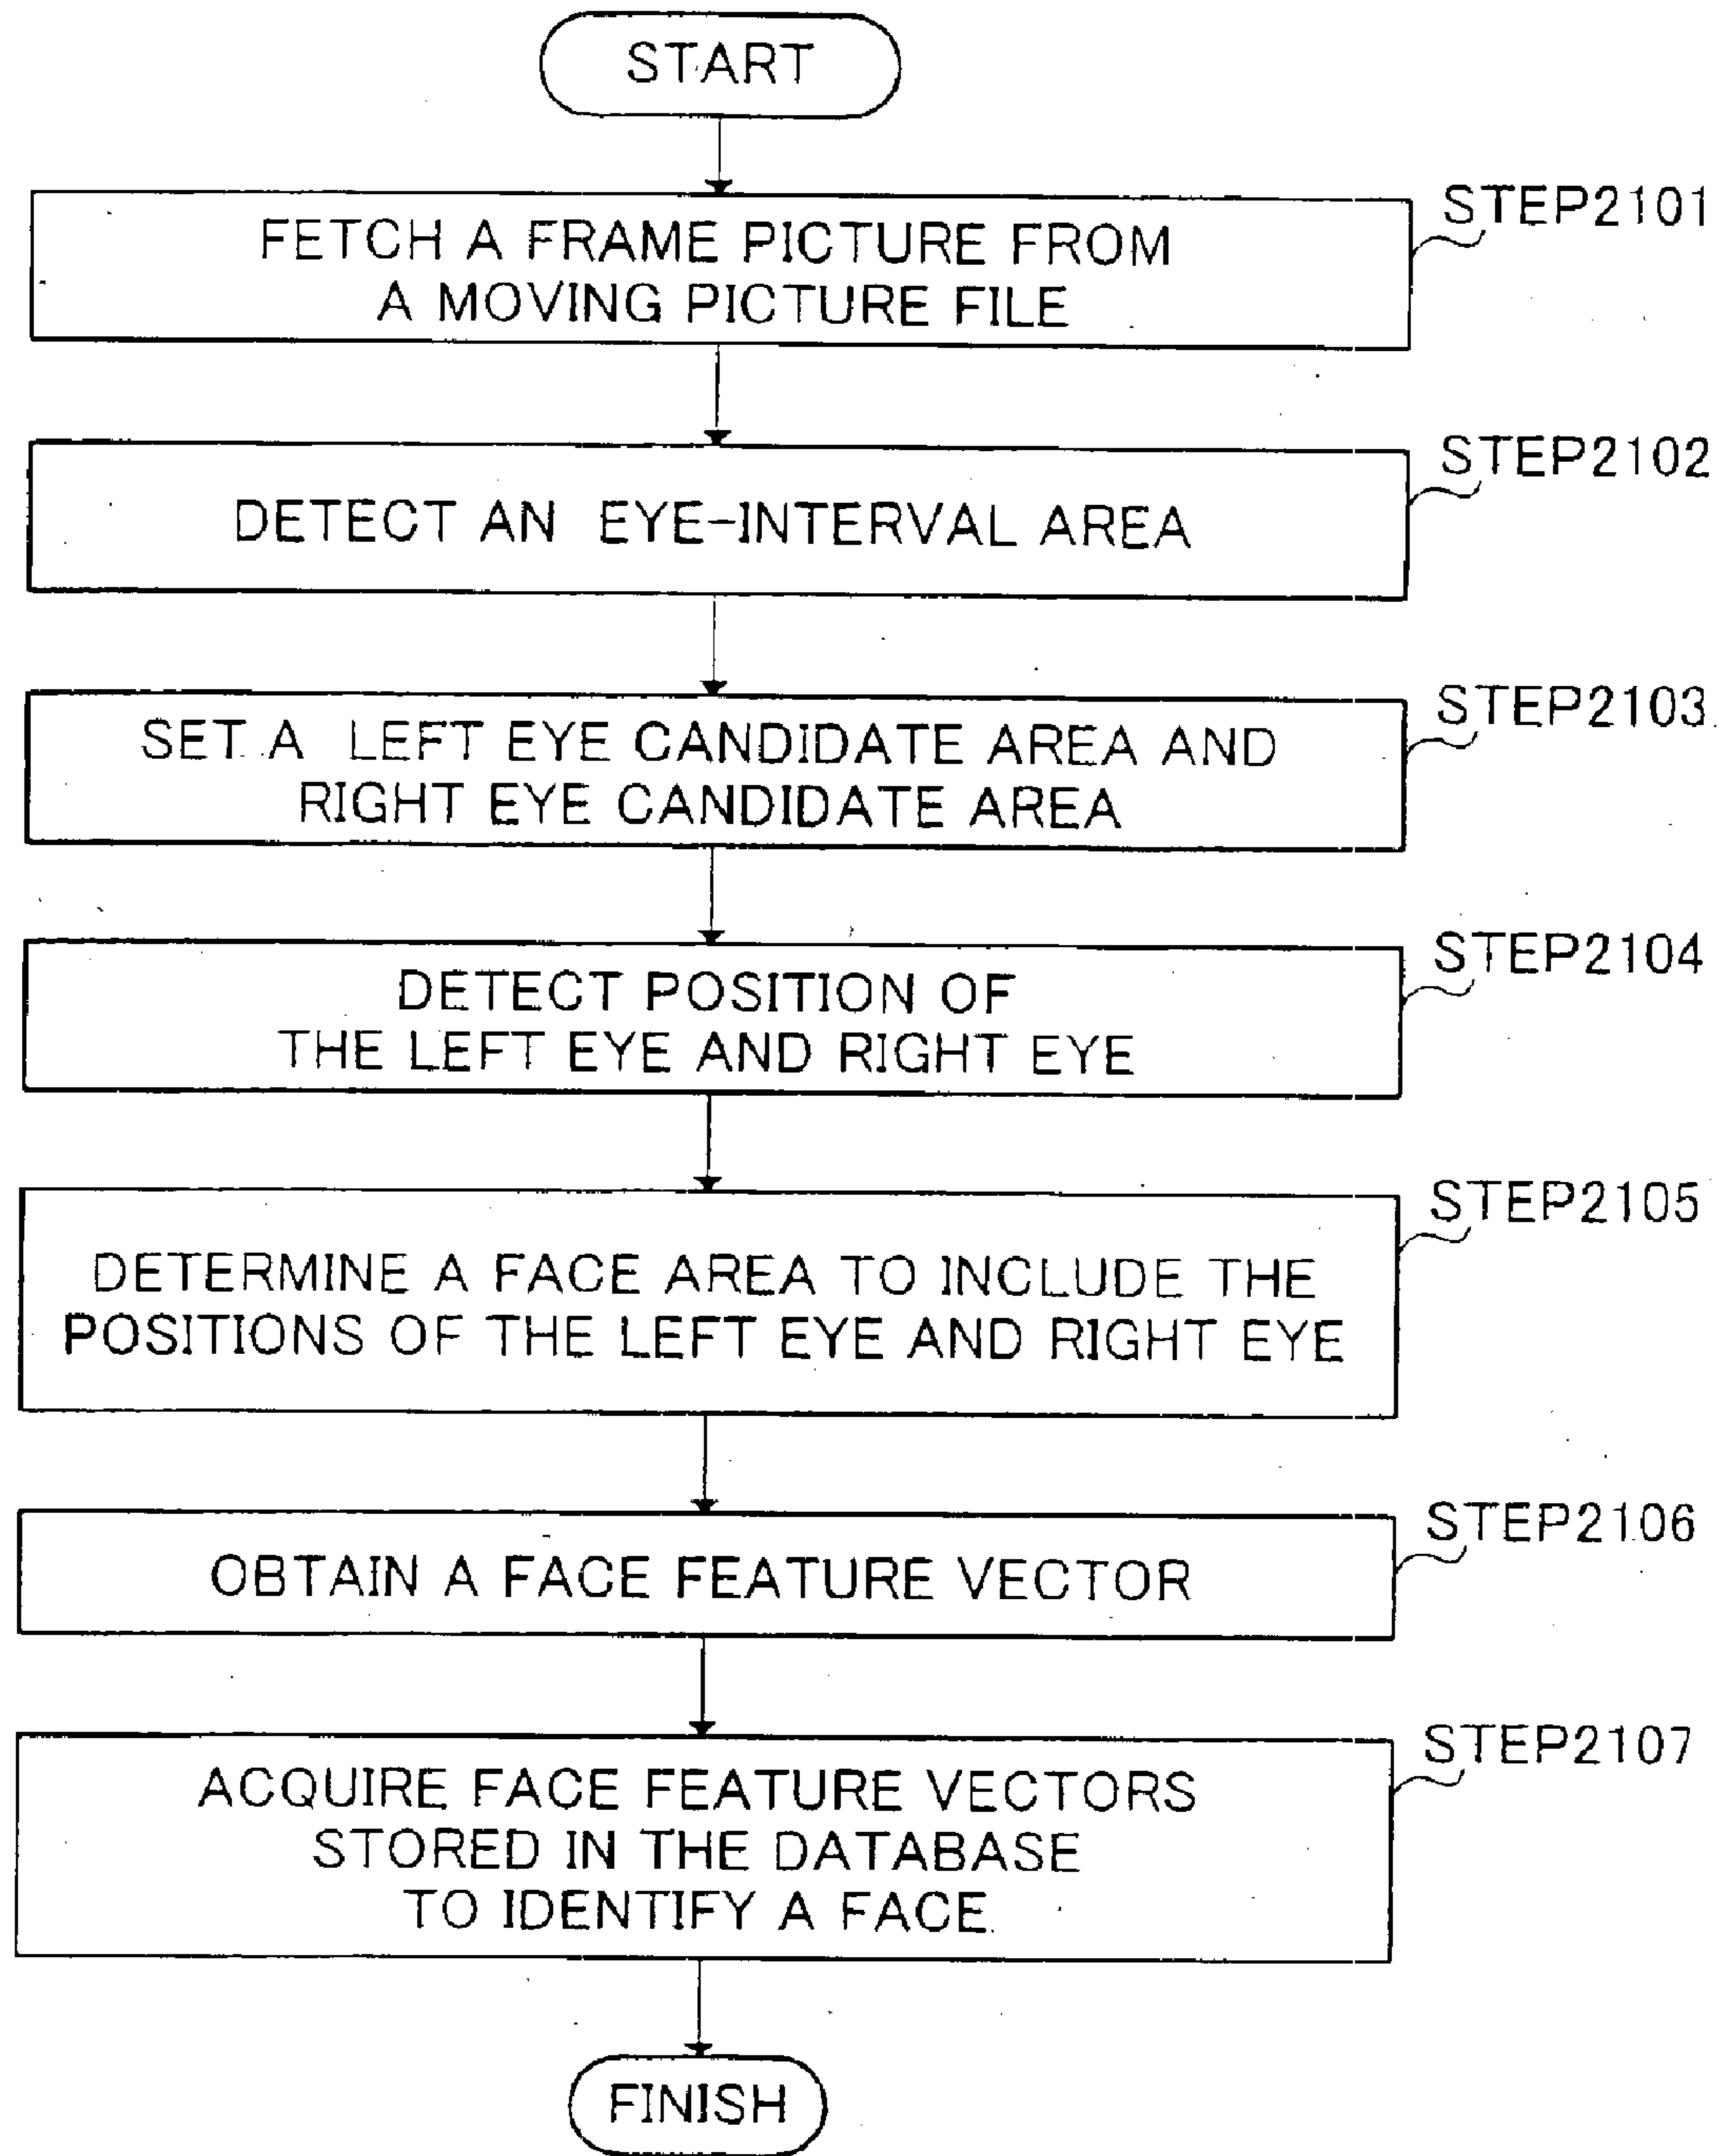 START
STEP2101
FETCH A FRAME PICTURE FROM
A MOVING PICTURE FILE
STEP2102
DETECT AN EYE-INTERVAL AREA
STEP2103
SET A LEFT EYE CANDIDATE AREA AND
RIGHT EYE CANDIDATE AREA
STEP2104
DETECT POSITION OF
THE LEFT EYE AND RIGHT EYE
STEP2105
DETERMINE A FACE AREA TO INCLUDE THE
POSITIONS OF THE LEFT EYE AND RIGHT EYE
STEP2106
OBTAIN A FACE FEATURE VECTOR
STEP2107
ACQUIRE FACE FEATURE VECTORS
STORED IN THE DATABASE
TO IDENTIFY A FACE
FINISH